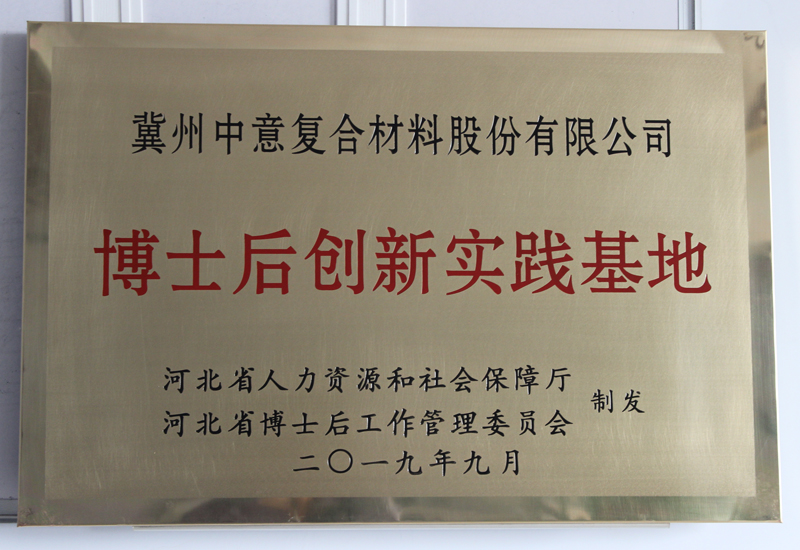 冀州中意复合材料股份有限公司
博士后创新实践基地
河北省人力资源和社会保障厅
河北省博士后工作管理委员会
制发
二〇一九年九月